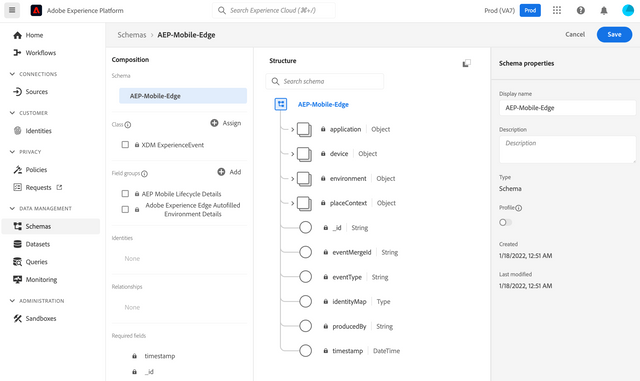 Adobe Experience Platform
Search Experience Cloud (⌘+/)
Prod (VA7)
Prod
Home
Workflows
CONNECTIONS
Sources
CUSTOMER
Identities
PRIVACY
Policies
Requests
DATA MANAGEMENT
Schemas
Datasets
Queries
Monitoring
ADMINISTRATION
Sandboxes
Schemas > AEP-Mobile-Edge
Cancel
Save
Composition
Schema
AEP-Mobile-Edge
Class
Assign
XDM ExperienceEvent
Field groups
Add
AEP Mobile Lifecycle Details
Adobe Experience Edge Autofilled
Environment Details
Identities
None
Relationships
None
Required fields
timestamp
_id
Structure
Search schema
AEP-Mobile-Edge
application | Object
device | Object
environment | Object
placeContext | Object
_id | String
eventMergeId | String
eventType | String
identityMap | Type
producedBy | String
timestamp | DateTime
Schema properties
Display name
AEP-Mobile-Edge
Description
Description
Type
Schema
Profile
Created
1/18/2022, 12:51 AM
Last modified
1/18/2022, 12:51 AM